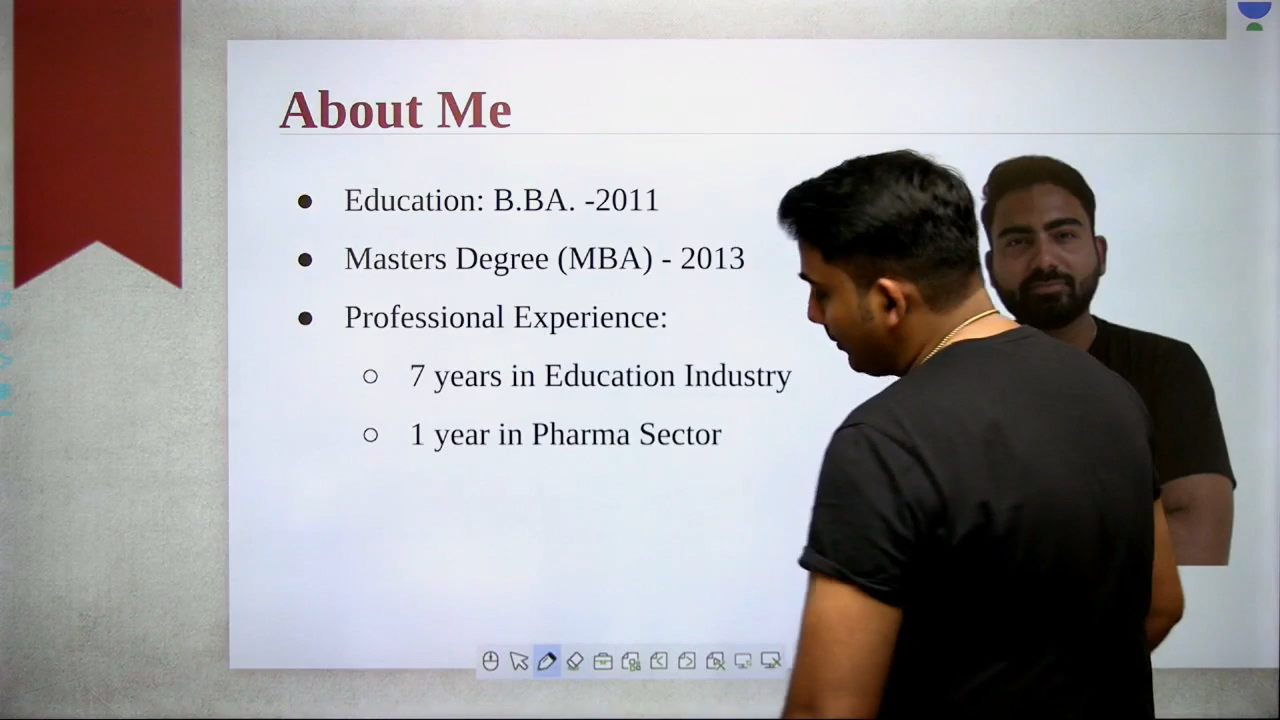 About Me
Education: B.BA. -2011
Masters Degree (MBA) - 2013
Professional Experience:
7 years in Education Industry
1 year in Pharma Sector